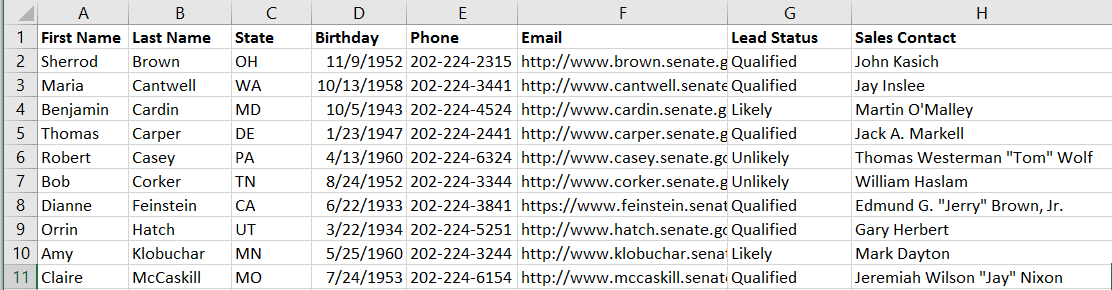 A B C D E F G H
1 First Name Last Name State Birthday Phone Email Lead Status Sales Contact
2 Sherrod Brown OH 11/9/1952 202-224-2315 http://www.brown.senate.g Qualified John Kasich
3 Maria Cantwell WA 10/13/1958 202-224-3441 http://www.cantwell.senate Qualified Jay Inslee
4 Benjamin Cardin MD 10/5/1943 202-224-4524 http://www.cardin.senate.g Likely Martin O'Malley
5 Thomas Carper DE 1/23/1947 202-224-2441 http://www.carper.senate.g Qualified Jack A. Markell
6 Robert Casey PA 4/13/1960 202-224-6324 http://www.casey.senate.go Unlikely Thomas Westerman "Tom" Wolf
7 Bob Corker TN 8/24/1952 202-224-3344 http://www.corker.senate.g Unlikely William Haslam
8 Dianne Feinstein CA 6/22/1933 202-224-3841 https://www.feinstein.senat Qualified Edmund G. "Jerry" Brown, Jr.
9 Orrin Hatch UT 3/22/1934 202-224-5251 http://www.hatch.senate.go Qualified Gary Herbert
10 Amy Klobuchar MN 5/25/1960 202-224-3244 http://www.klobuchar.senat Likely Mark Dayton
11 Claire McCaskill MO 7/24/1953 202-224-6154 http://www.mccaskill.senat Qualified Jeremiah Wilson "Jay" Nixon